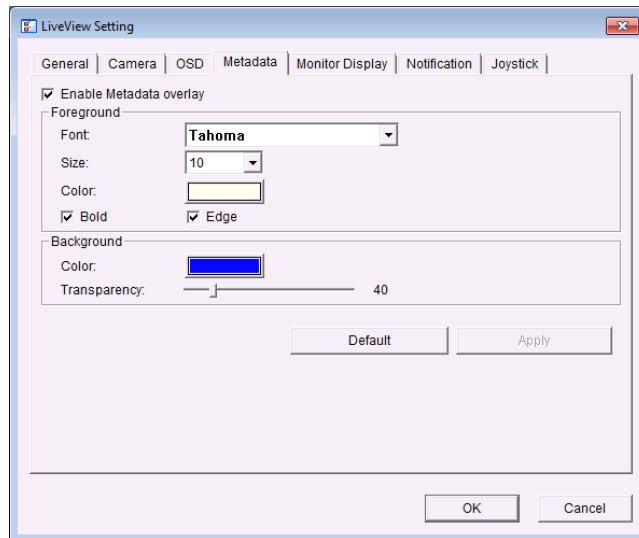 LiveView Setting
General Camera OSD Metadata Monitor Display Notification Joystick
Enable Metadata overlay
Foreground
Font: Tahoma
Size: 10
Color:
Bold Edge
Background
Color:
Transparency: 40
Default Apply
OK Cancel